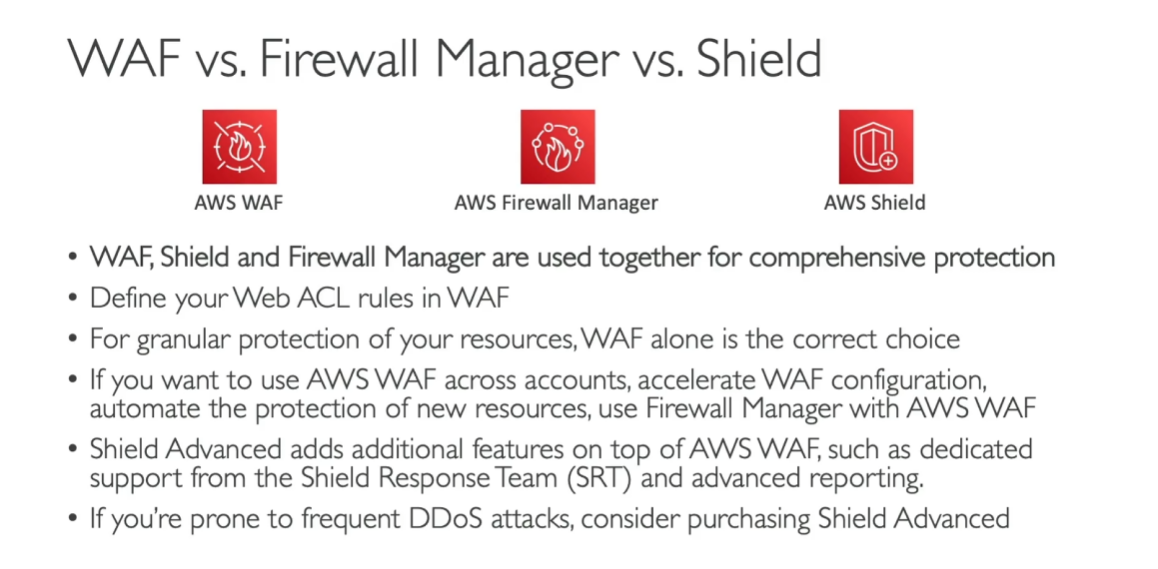 WAF vs. Firewall Manager vs. Shield
AWS WAF
AWS Firewall Manager
AWS Shield
• WAF, Shield and Firewall Manager are used together for comprehensive protection
• Define your Web ACL rules in WAF
• For granular protection of your resources, WAF alone is the correct choice
• If you want to use AWS WAF across accounts, accelerate WAF configuration,
automate the protection of new resources, use Firewall Manager with AWS WAF
• Shield Advanced adds additional features on top of AWS WAF, such as dedicated
support from the Shield Response Team (SRT) and advanced reporting.
• If you’re prone to frequent DDoS attacks, consider purchasing Shield Advanced